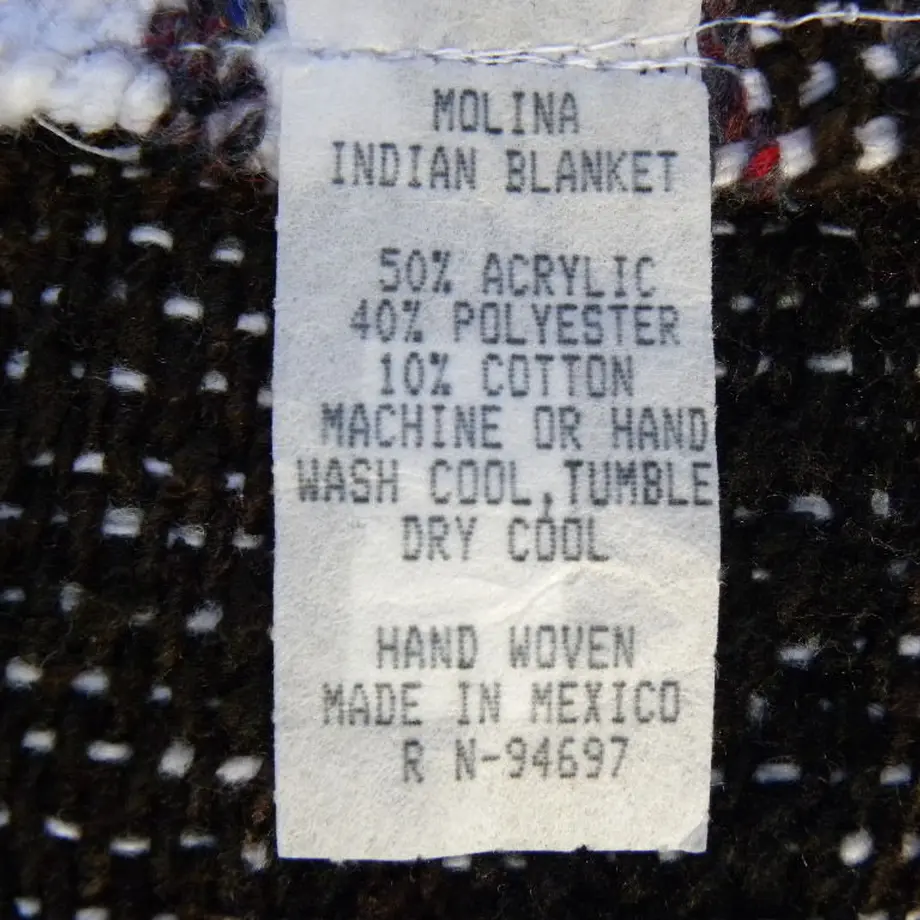 MOLINA
INDIAN BLANKET
50% ACRYLIC
40% POLYESTER
10% COTTON
MACHINE OR HAND
WASH COOL,TUMBLE
DRY COOL
HAND WOVEN
MADE IN MEXICO
R N-94697